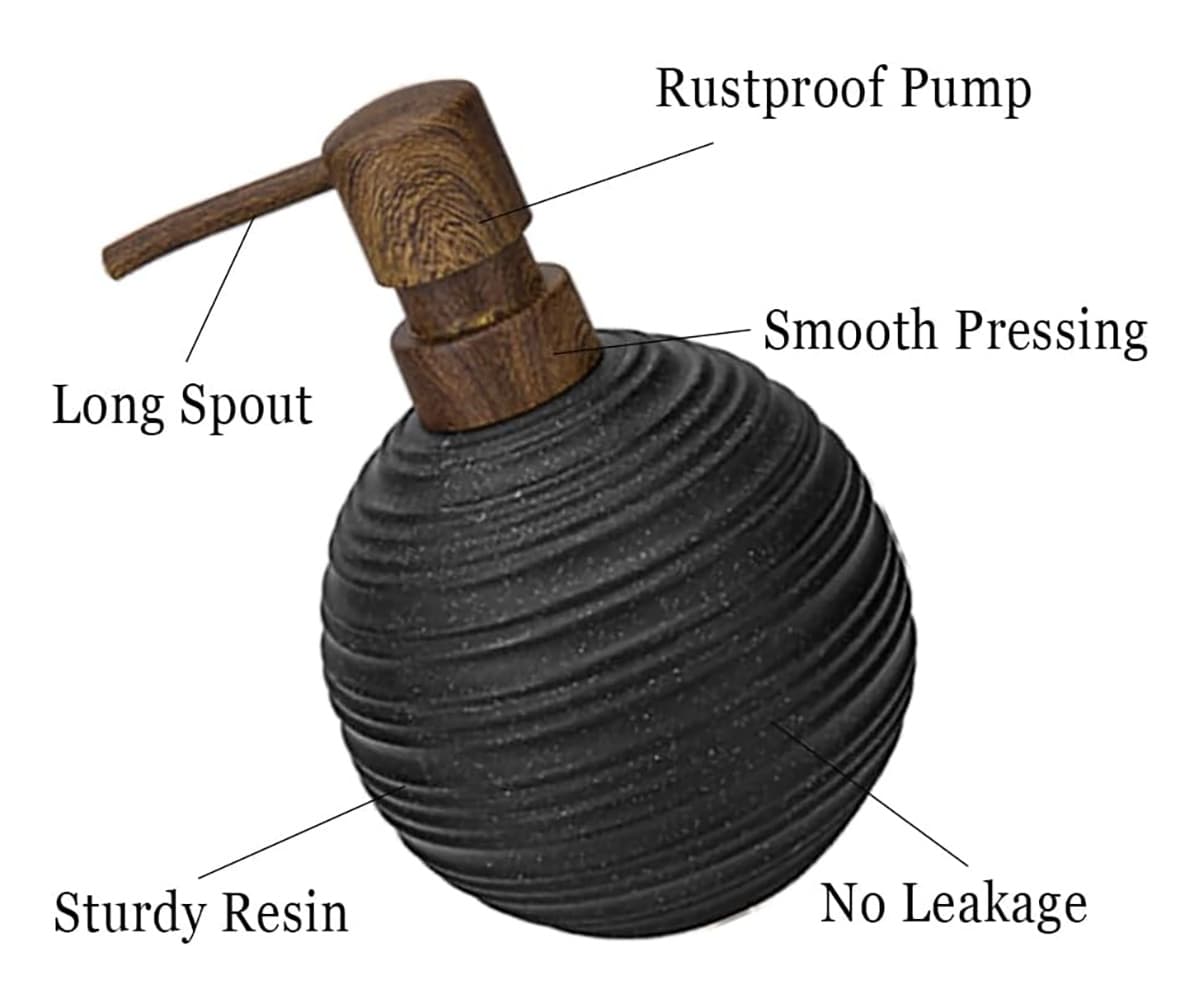 Rustproof Pump
Smooth Pressing
Long Spout
Sturdy Resin
No Leakage